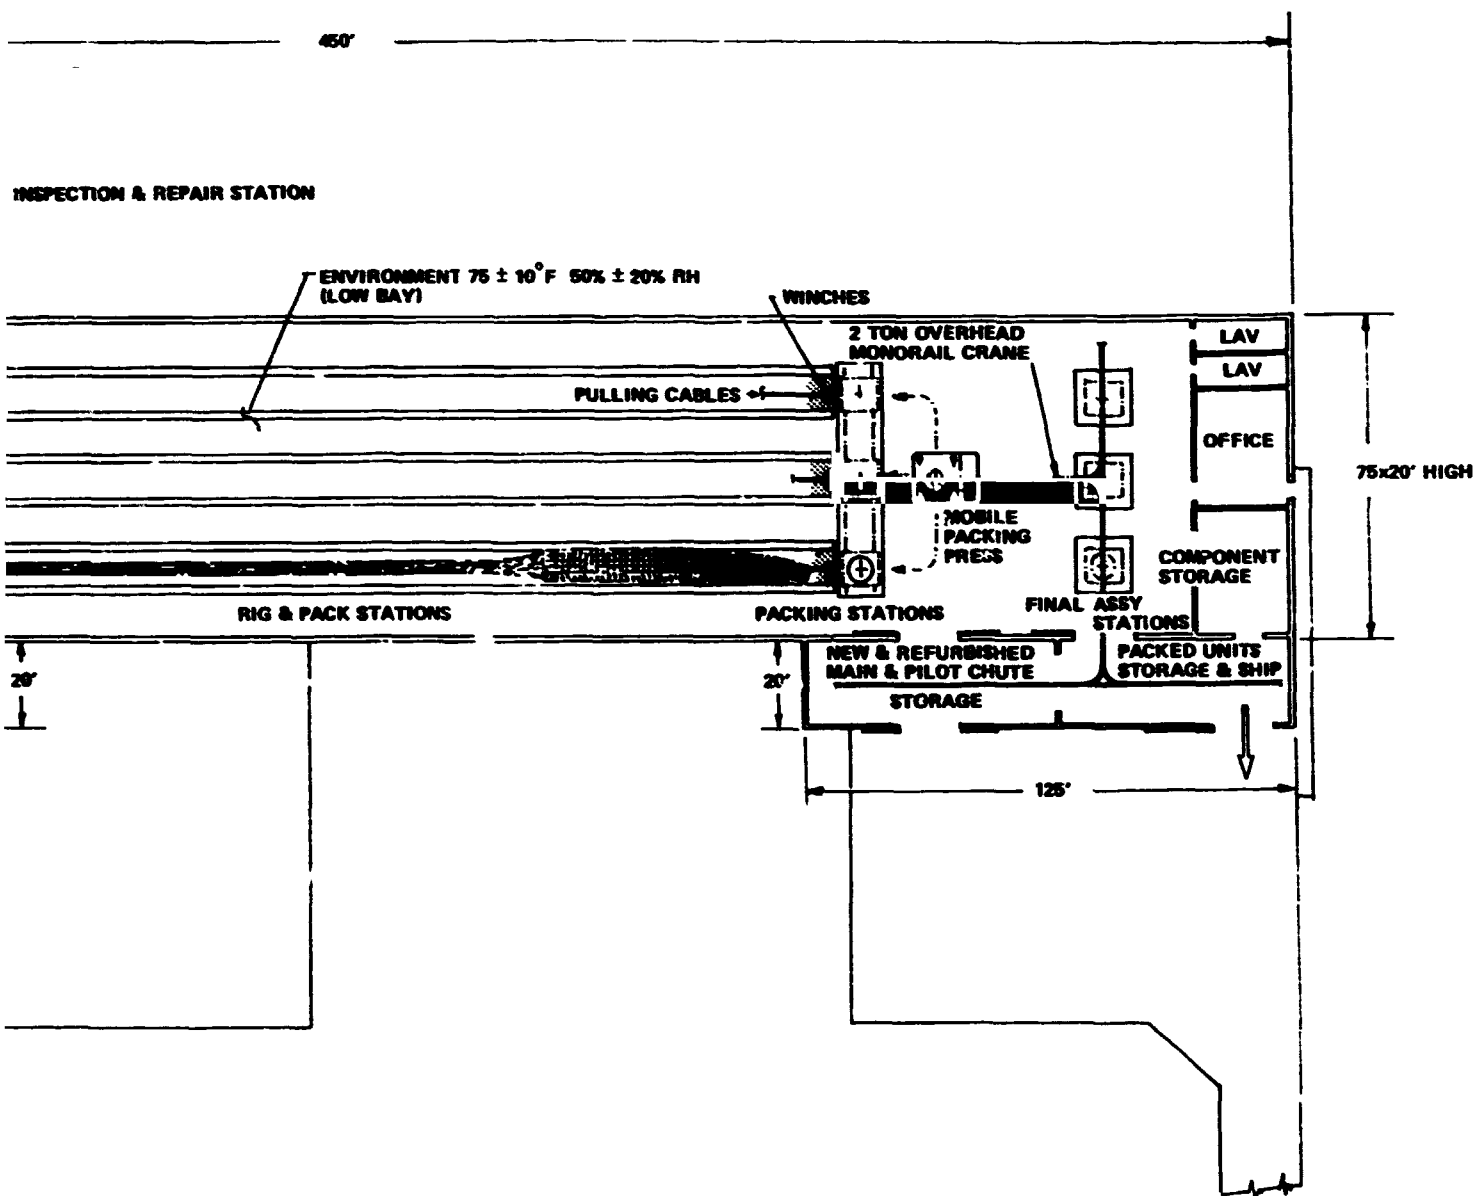 450'
INSPECTION & REPAIR STATION
ENVIRONMENT 75 ± 10°F 50% ± 20% RH
(LOW BAY)
WINCHES
2 TON OVERHEAD
MONORAIL CRANE
LAV
LAV
PULLING CABLES
OFFICE
75x20' HIGH
MOBILE
PACKING
PRESS
COMPONENT
STORAGE
RIG & PACK STATIONS
PACKING STATIONS
FINAL ASSY
STATIONS
NEW & REFURBISHED
MAIN & PILOT CHUTE
STORAGE
PACKED UNITS
STORAGE & SHIP
20'
20'
125'